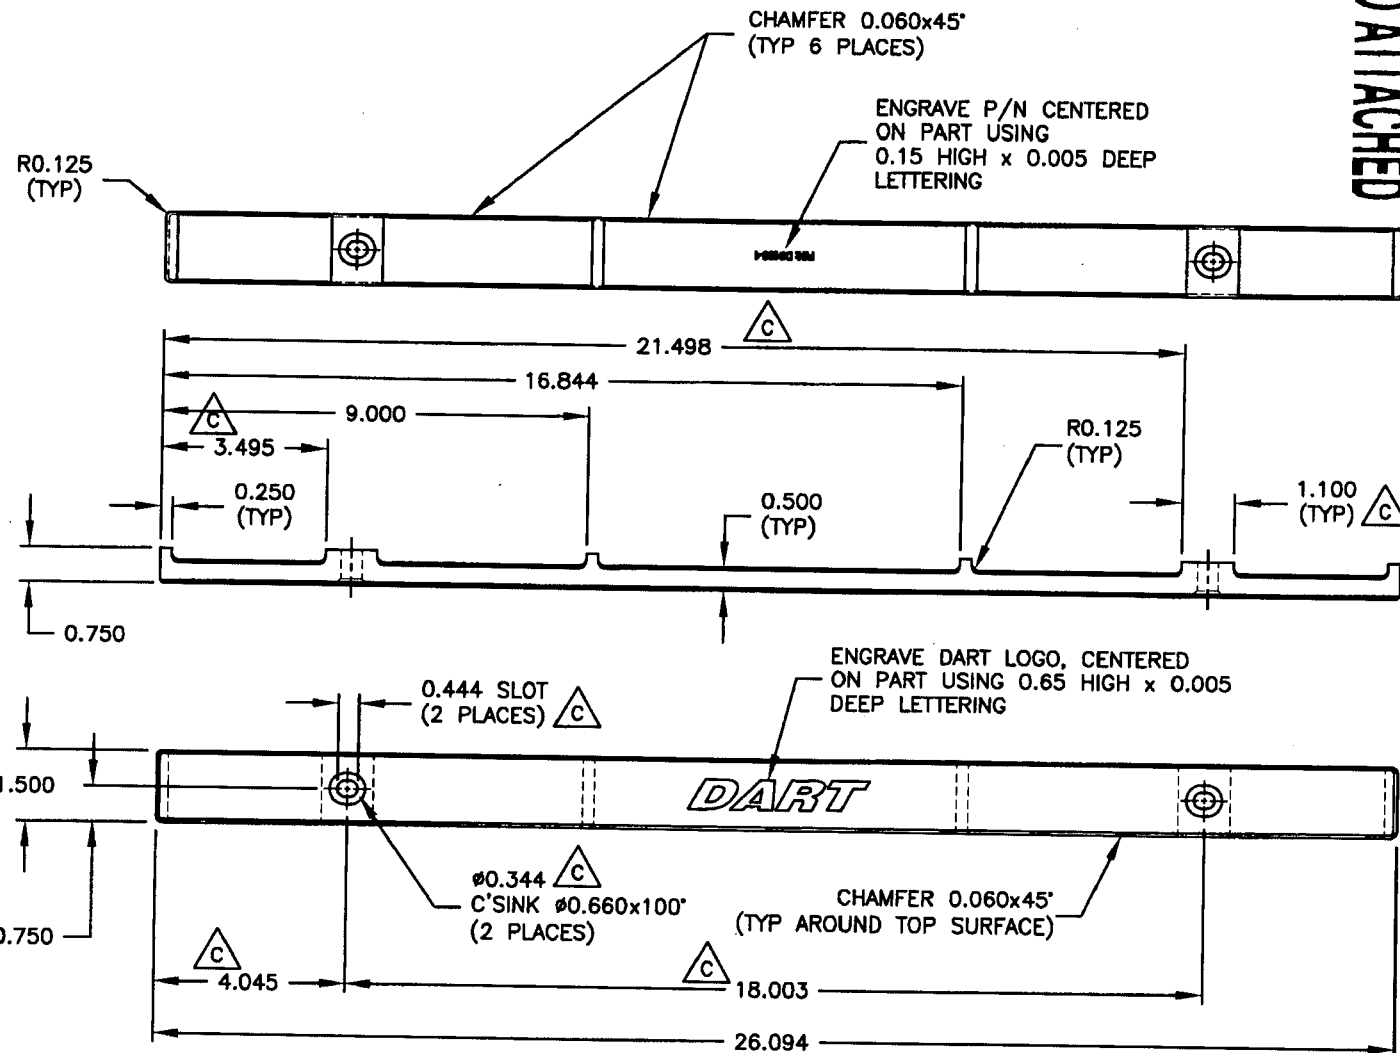 CHAMFER 0.060x45°
(TYP 6 PLACES)
ATTACHED
ENGRAVE P/N CENTERED
ON PART USING
0.15 HIGH x 0.005 DEEP
LETTERING
R0.125
(TYP)
C
21.498
16.844
9.000
C
3.495
R0.125
(TYP)
0.250
(TYP)
0.500
(TYP)
1.100
(TYP) C
0.750
ENGRAVE DART LOGO, CENTERED
ON PART USING 0.65 HIGH x 0.005
DEEP LETTERING
0.444 SLOT
(2 PLACES) C
1.500
DART
ø0.344 C
C'SINK ø0.660x100°
(2 PLACES)
CHAMFER 0.060x45°
(TYP AROUND TOP SURFACE)
0.750
C
4.045
C
18.003
26.094